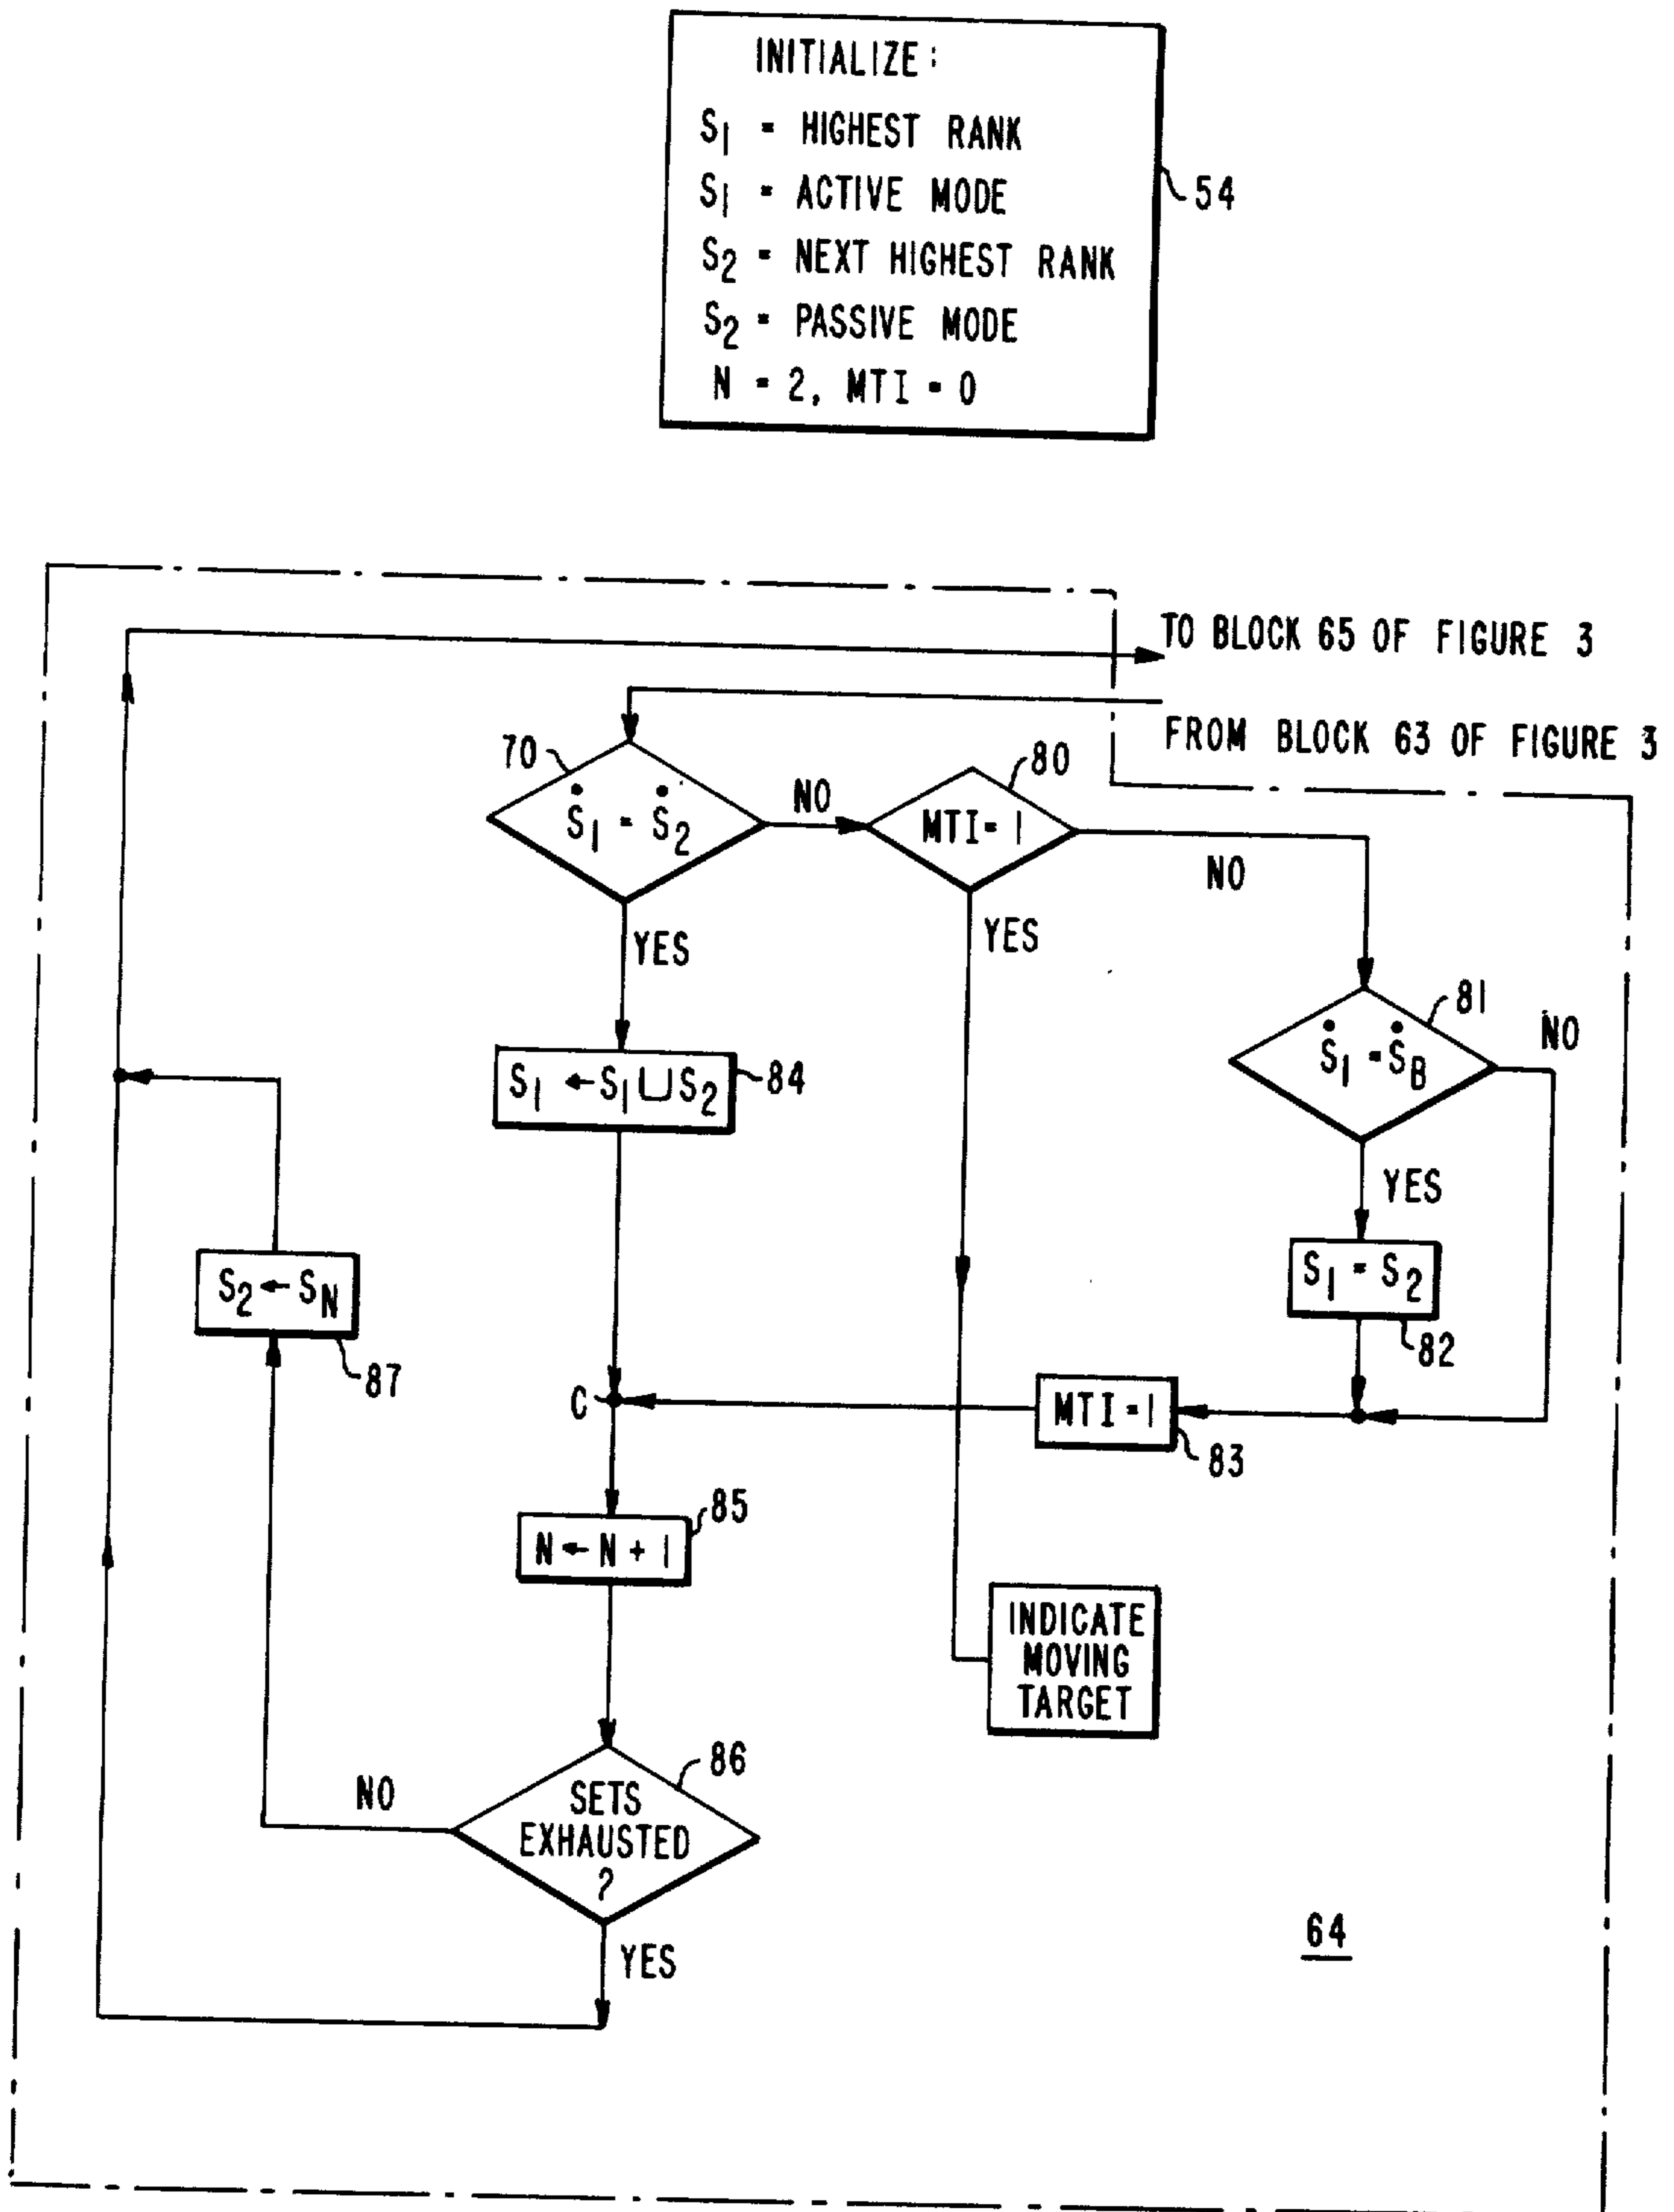 INITIALIZE:
S1 = HIGHEST RANK
S1 = ACTIVE MODE
S2 = NEXT HIGHEST RANK
S2 = PASSIVE MODE
N = 2, MTI = 0
54
TO BLOCK 65 OF FIGURE 3
FROM BLOCK 63 OF FIGURE 3
70
Ṡ1 = Ṡ2
NO
80
MTI= 1
NO
YES
YES
81
Ṡ1 = ṠB
NO
S1 ← S1 ∪ S2
84
YES
S2 ← SN
87
S1 = S2
82
C
MTI = 1
83
85
N ← N + 1
INDICATE
MOVING
TARGET
86
NO
SETS
EXHAUSTED
?
YES
64